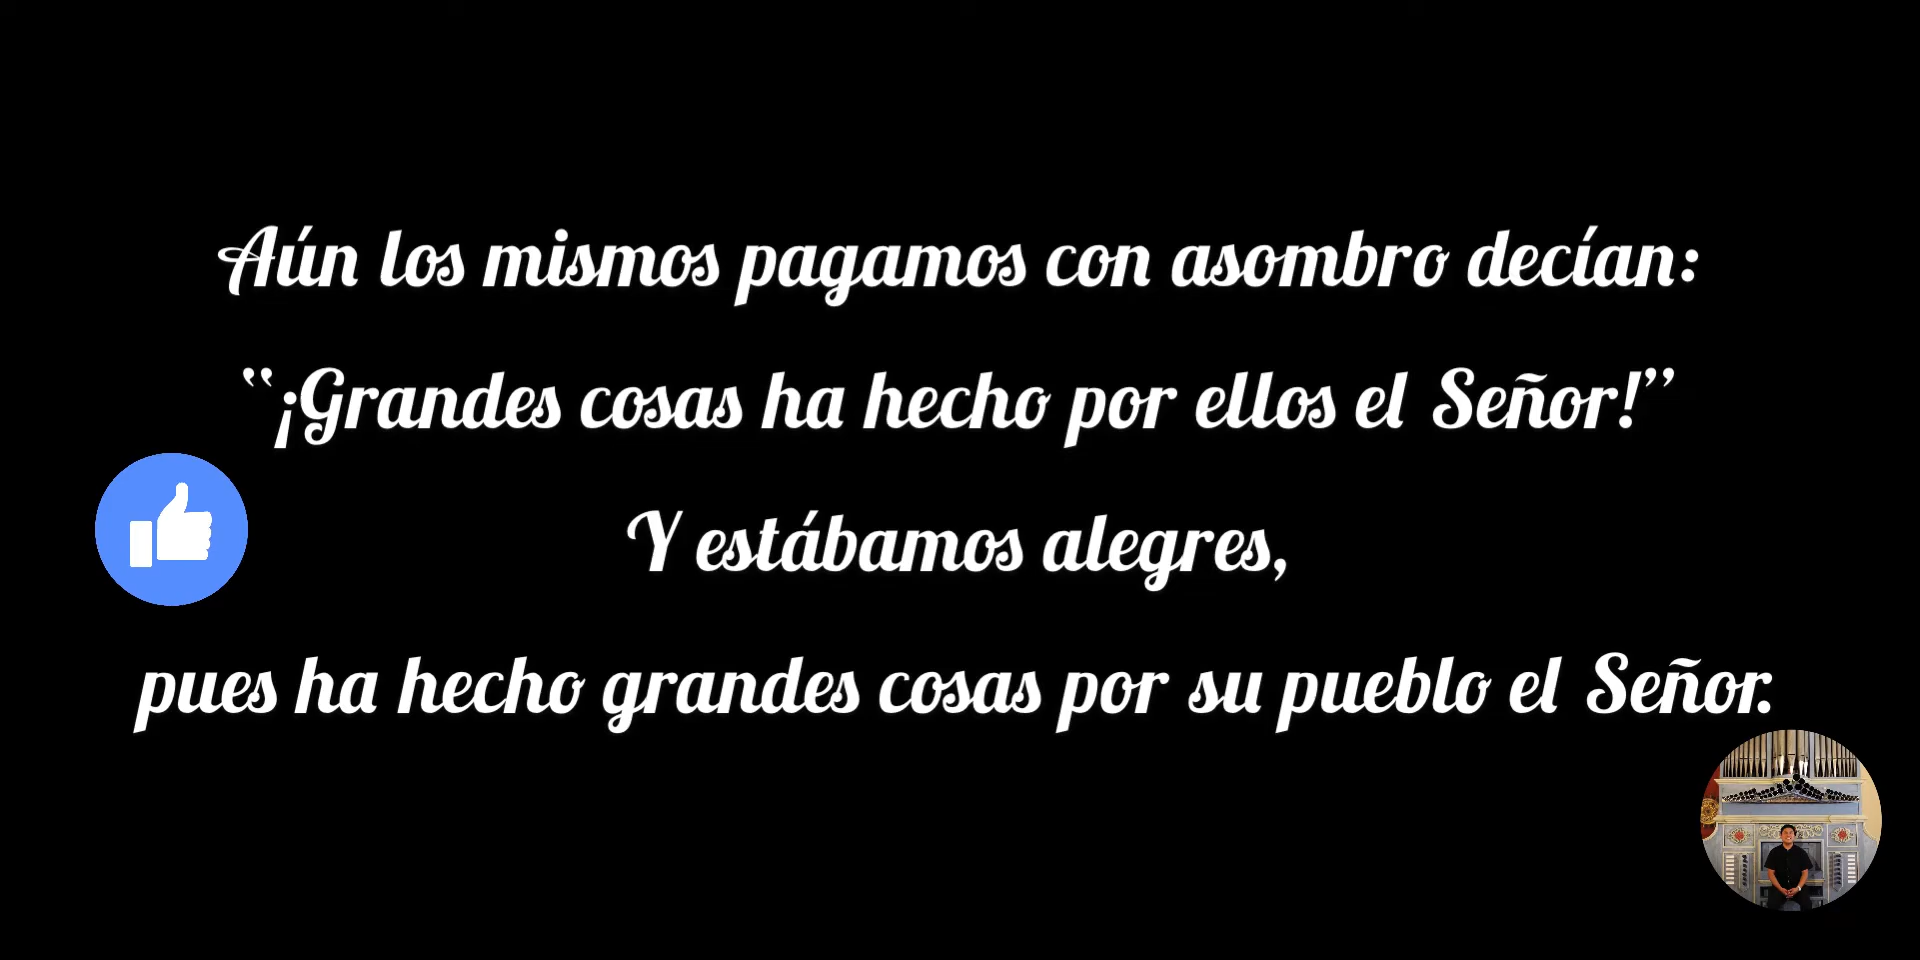 Aún los mismos pagamos con asombro decían:
“¡Grandes cosas ha hecho por ellos el Señor!”
Y estábamos alegres,
pues ha hecho grandes cosas por su pueblo el Señor.